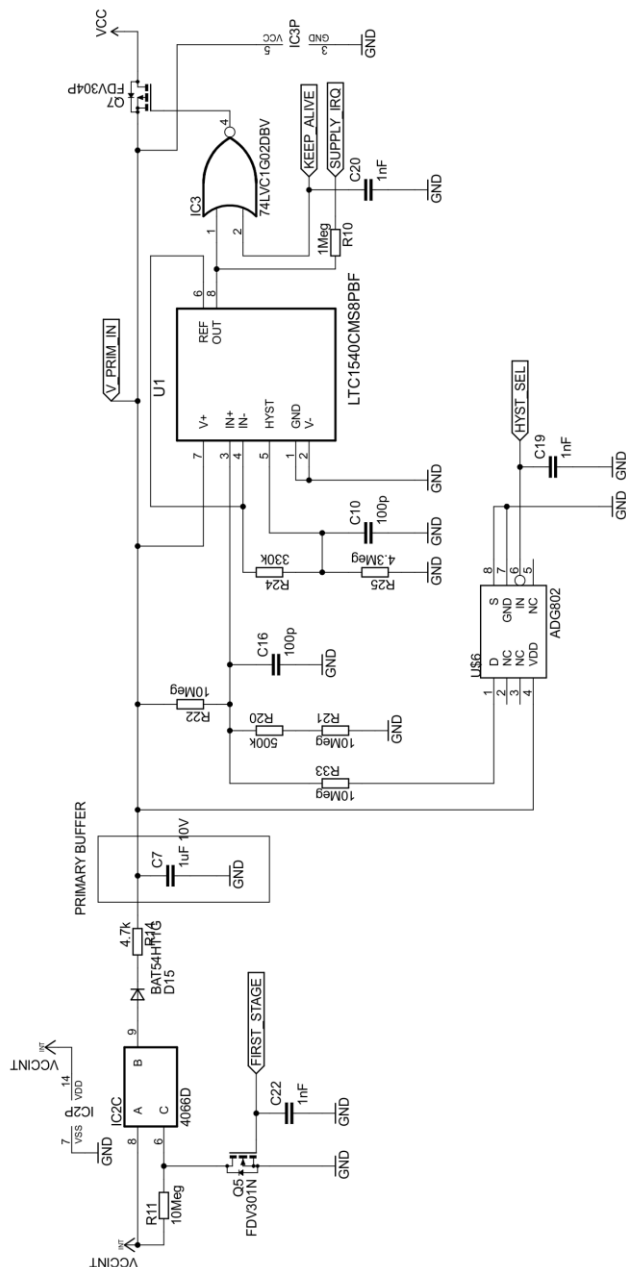 VCC
Q7
FDV304P
IC3P
5
VCC
GND
3
GND
4
IC3
74LVC1G02DBV
1
2
KEEP_ALIVE
SUPPLY_IRQ
C20
1nF
GND
1Meg
R10
V_PRIM_IN
U1
6
8
REF
OUT
V+
IN+
IN-
HYST
GND
V-
7
3
4
5
1
2
LTC1540CMS8PBF
GND
C10
100p
GND
R24
330k
R25
4.3Meg
GND
HYST_SEL
C19
1nF
GND
GND
8
7
6
5
S
GND
IN
NC
ADG802
U$6
D
NC
NC
VDD
1
2
3
4
C16
100p
GND
R22
10Meg
R20
500k
R21
10Meg
GND
R33
10Meg
PRIMARY BUFFER
C7
1uF 10V
GND
4.7k
R14
BAT54HT1G
D15
VCCINT
INT
14
VDD
IC2P
7
VSS
GND
IC2C
4066D
9
B
A
8
C
6
FIRST_STAGE
C22
1nF
GND
Q5
FDV301N
GND
R11
10Meg
VCCINT
INT